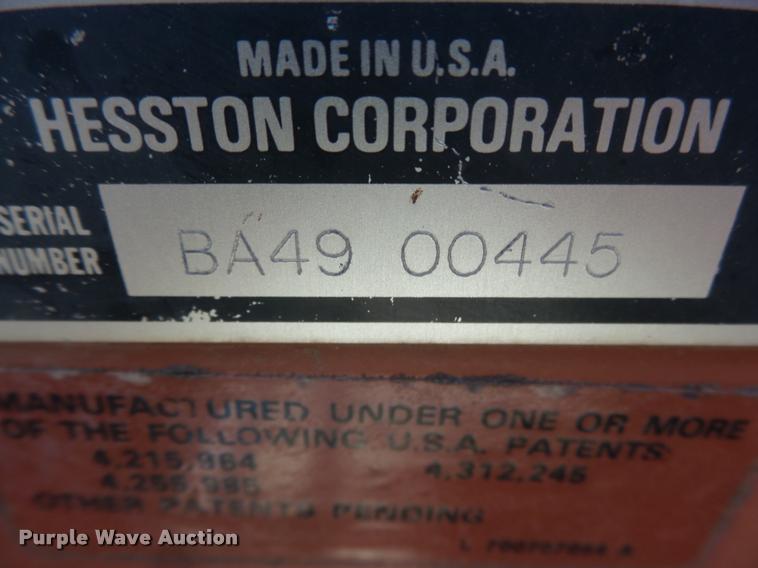 MADE IN U.S.A.
HESSTON CORPORATION
SERIAL
NUMBER
BA49 00445
MANUFACTURED UNDER ONE OR MORE
OF THE FOLLOWING U.S.A. PATENTS:
4,215,964 4,312,245
OTHER PATENTS PENDING
Purple Wave Auction